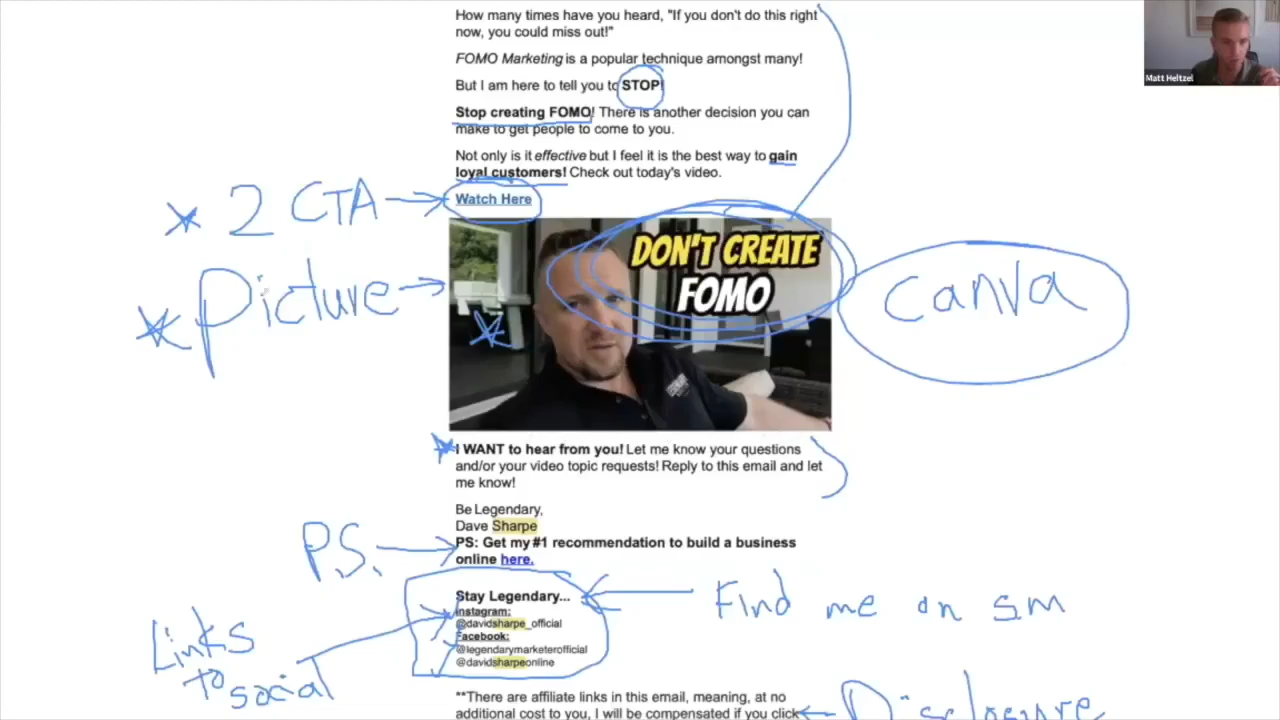 How many times have you heard, "If you don't do this right
now, you could miss out!"
FOMO Marketing is a popular technique amongst many!
But I am here to tell you to STOP!
Stop creating FOMO! There is another decision you can
make to get people to come to you.
Not only is it effective but I feel it is the best way to gain
loyal customers! Check out today's video.
Watch Here
DON'T CREATE
FOMO
I WANT to hear from you! Let me know your questions
and/or your video topic requests! Reply to this email and let
me know!
Be Legendary,
Dave Sharpe
PS: Get my #1 recommendation to build a business
online here.
Stay Legendary...
Instagram:
@davidsharpe_official
Facebook:
@legendarymarketerofficial
@davidsharpeonline
**There are affiliate links in this email, meaning, at no
additional cost to you, I will be compensated if you click
Matt Heltzel
2 CTA
Picture
Canva
P.S.
Find me on SM
Links
to social
Disclosure